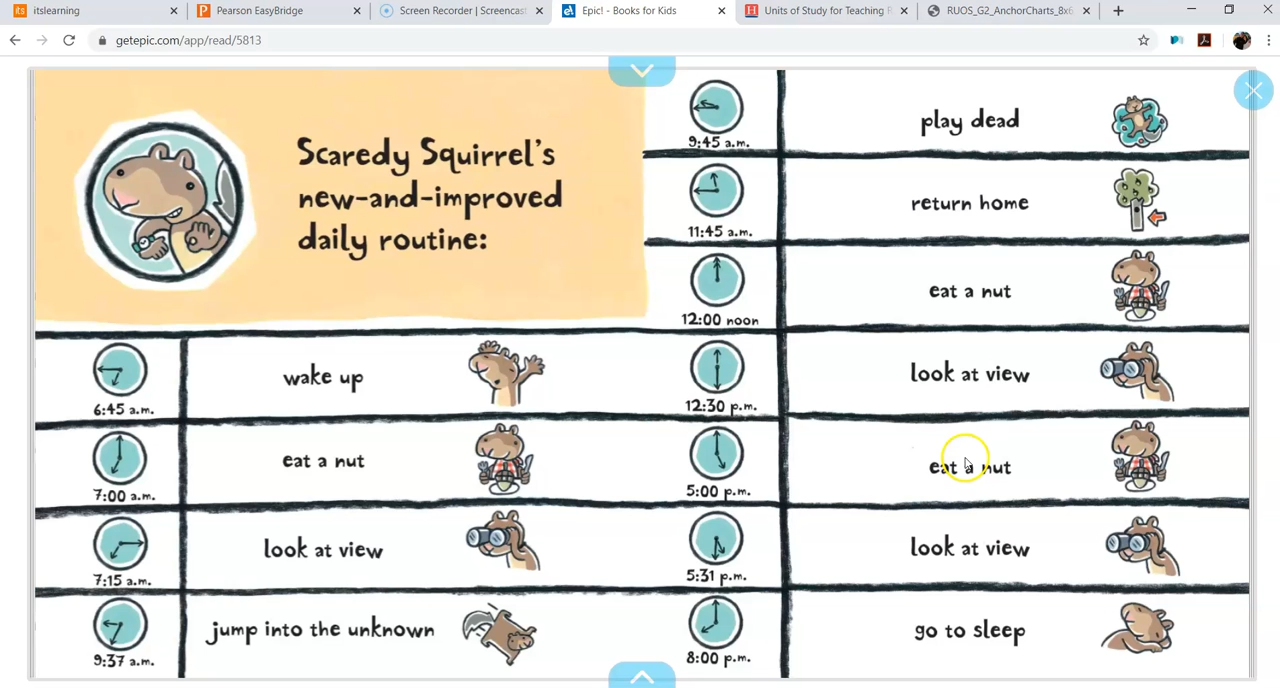 itslearning
Pearson EasyBridge
Screen Recorder | Screencast
Epic! - Books for Kids
Units of Study for Teaching R
RUOS_G2_AnchorCharts_8x6
getepic.com/app/read/5813
Scaredy Squirrel's
new-and-improved
daily routine:
6:45 a.m.
wake up
7:00 a.m.
eat a nut
7:15 a.m.
look at view
9:37 a.m.
jump into the unknown
9:45 a.m.
play dead
11:45 a.m.
return home
12:00 noon
eat a nut
12:30 p.m.
look at view
5:00 p.m.
eat a nut
5:31 p.m.
look at view
8:00 p.m.
go to sleep